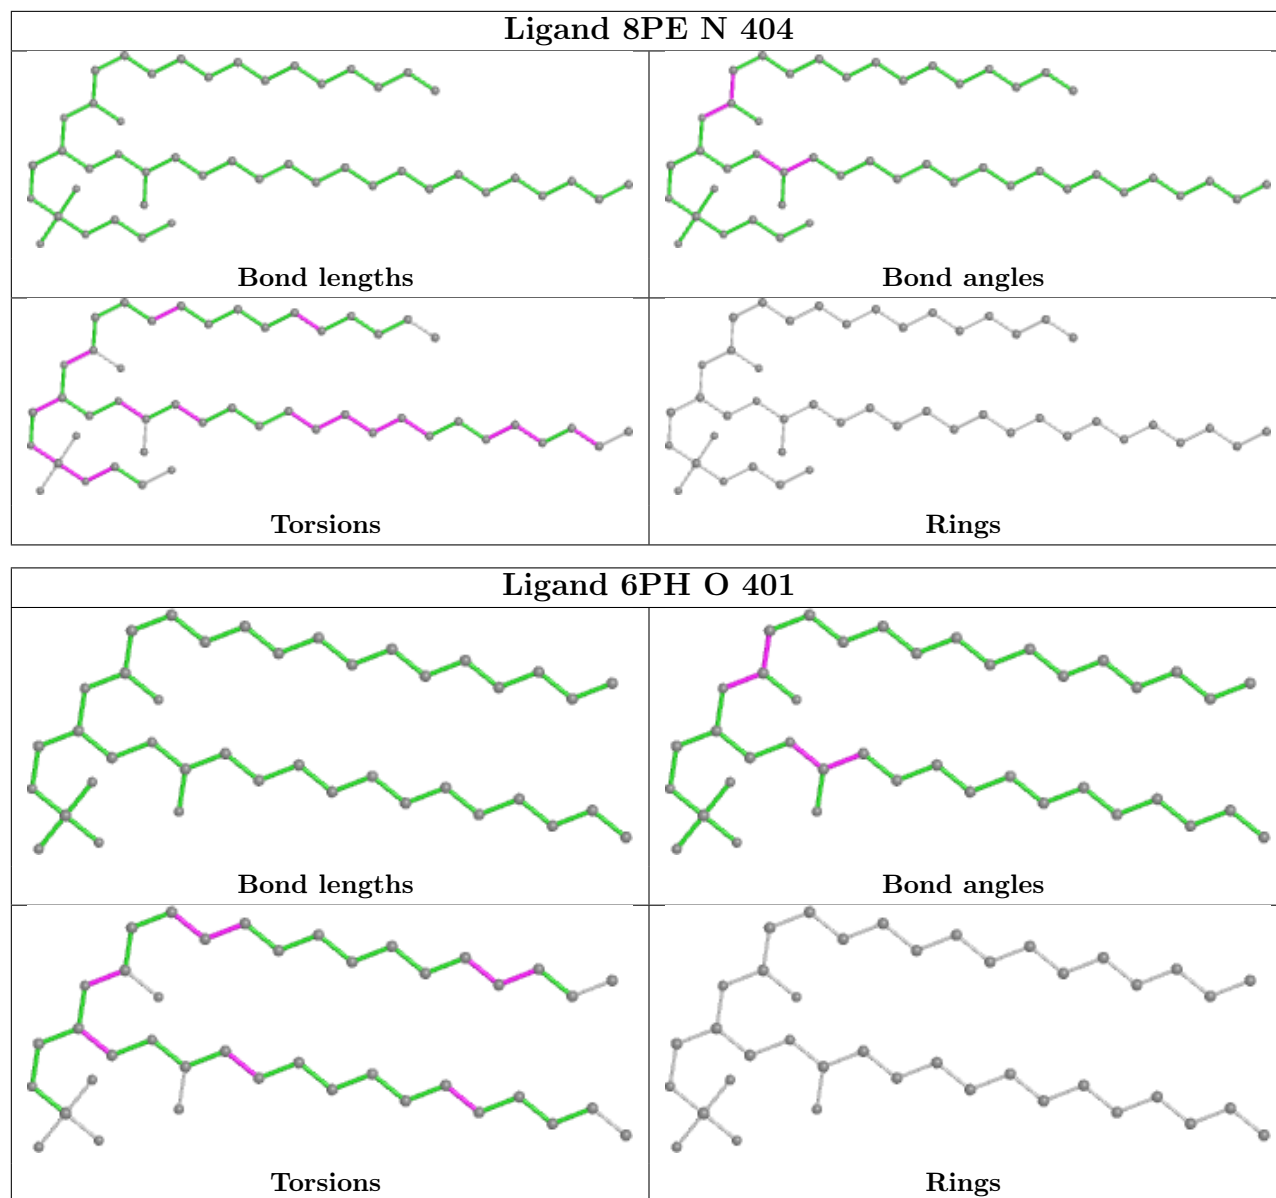 Ligand 8PE N 404
Bond lengths
Bond angles
Torsions
Rings
Ligand 6PH O 401
Bond lengths
Bond angles
Torsions
Rings